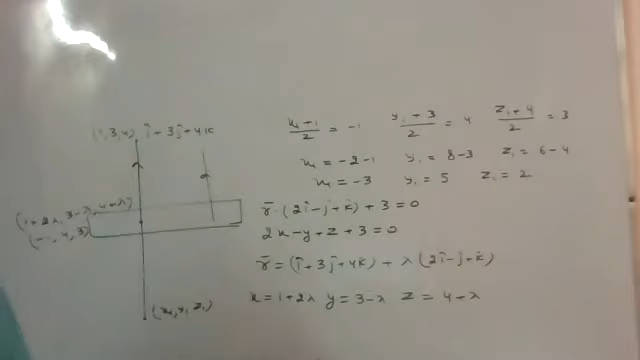 (1,3,4) î + 3ĵ + 4k
(1+2λ, 3-λ, 4+λ)
(-1, 4, 3)
(x₁, y₁, z₁)
x₁+1/2 = -1 y₁+3/2 = 4 z₁+4/2 = 3
x₁ = -2-1 y₁ = 8-3 z₁ = 6-4
x₁ = -3 y₁ = 5 z₁ = 2
r̄·(2î-ĵ+k̂)+3=0
2x-y+z+3=0
r̄=(î+3ĵ+4k̂)+λ(2î-ĵ+k̂)
x=1+2λ y=3-λ z=4+λ